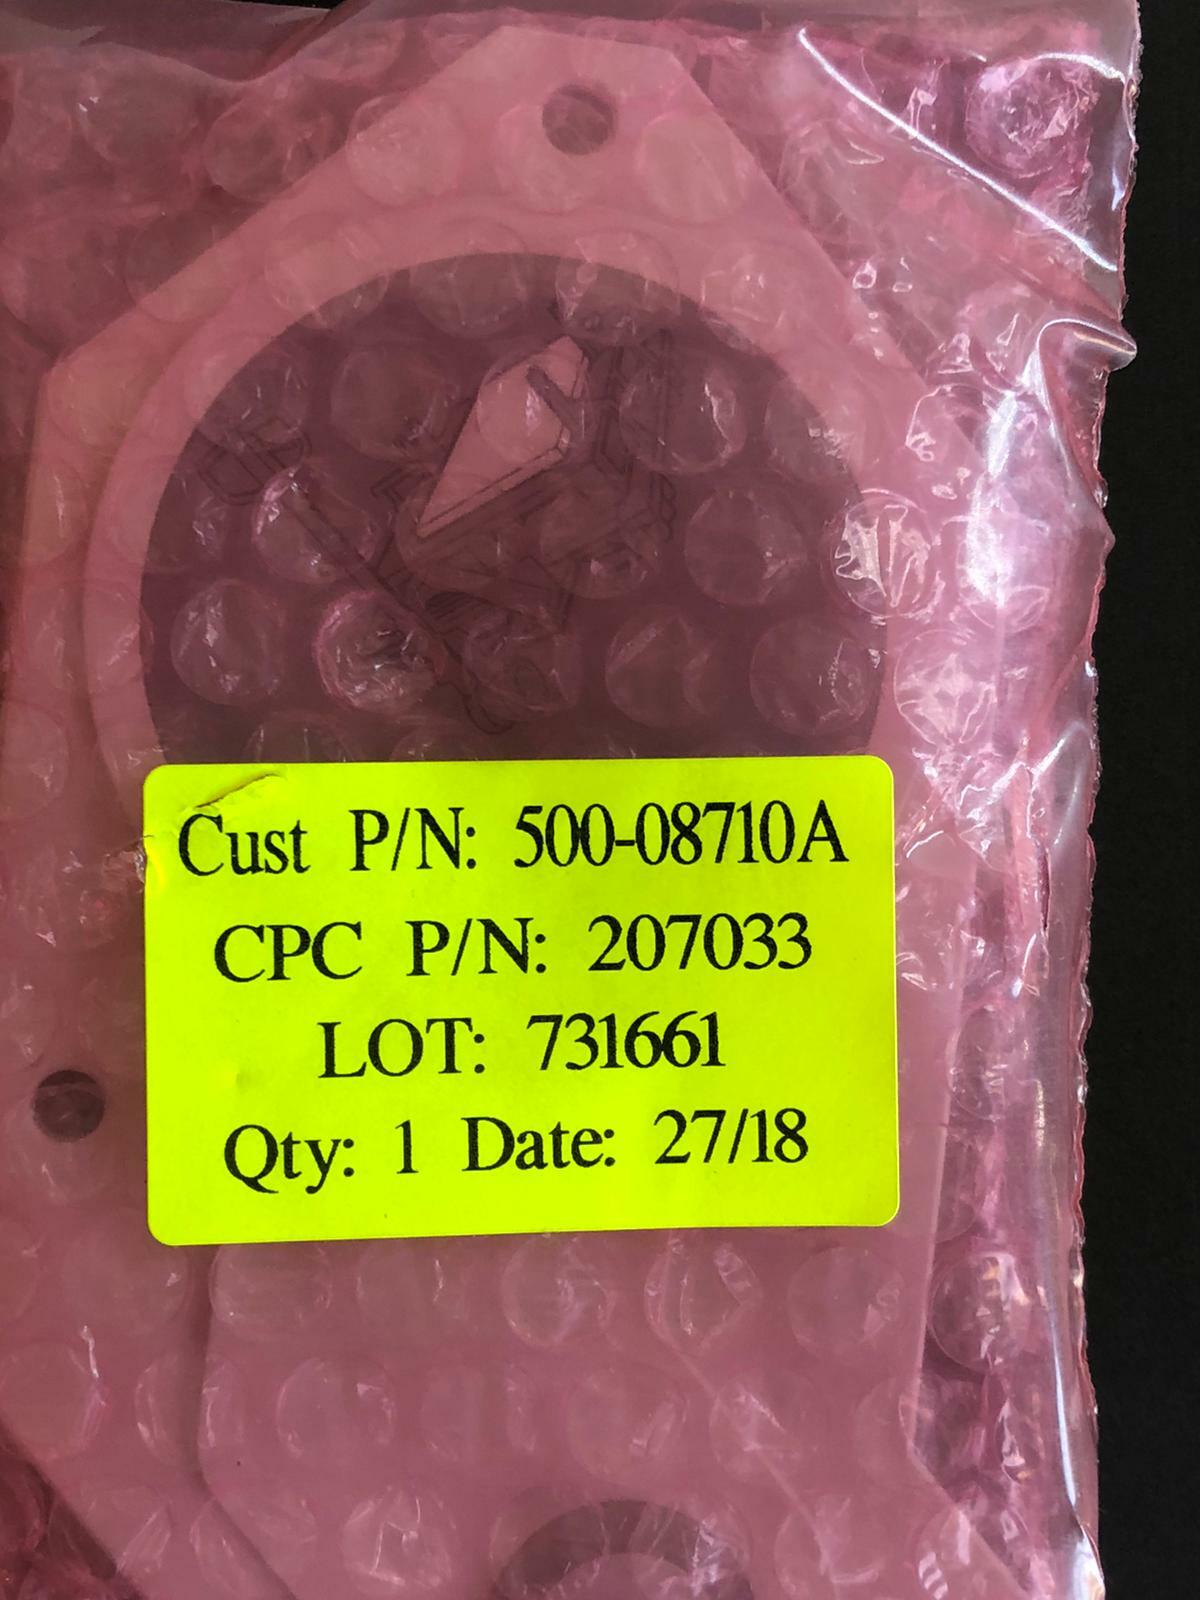 Cust P/N: 500-08710A
CPC P/N: 207033
LOT: 731661
Qty: 1 Date: 27/18